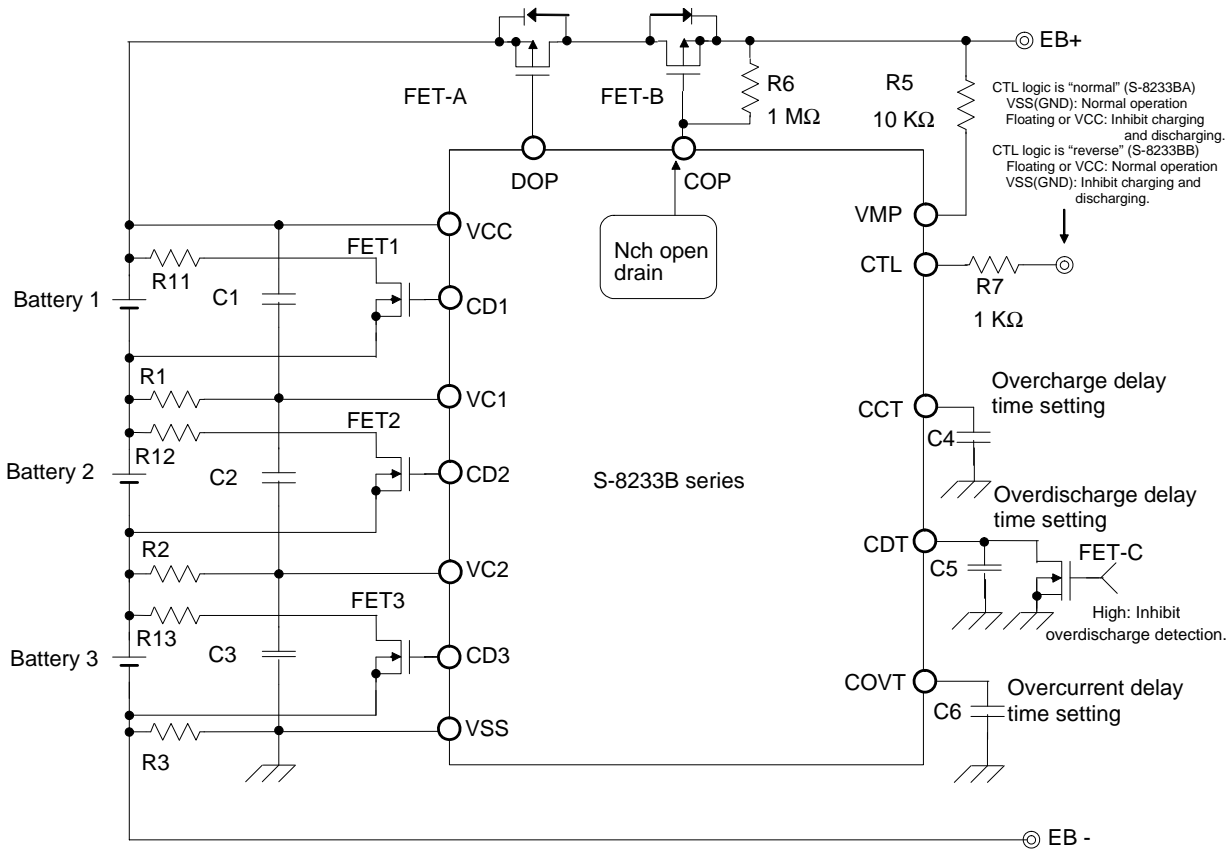 EB+
FET-A
FET-B
R6
1 MΩ
R5
10 KΩ
CTL logic is “normal” (S-8233BA)
VSS(GND): Normal operation
Floating or VCC: Inhibit charging
and discharging.
CTL logic is “reverse” (S-8233BB)
Floating or VCC: Normal operation
VSS(GND): Inhibit charging and
discharging.
DOP
COP
VMP
VCC
FET1
Nch open
drain
R11
CTL
Battery 1
C1
CD1
R7
1 KΩ
R1
VC1
Overcharge delay
time setting
CCT
FET2
C4
R12
Battery 2
C2
CD2
S-8233B series
Overdischarge delay
time setting
R2
CDT
VC2
C5
FET-C
FET3
R13
High: Inhibit
overdischarge detection.
Battery 3
C3
CD3
COVT
Overcurrent delay
time setting
C6
VSS
R3
EB -